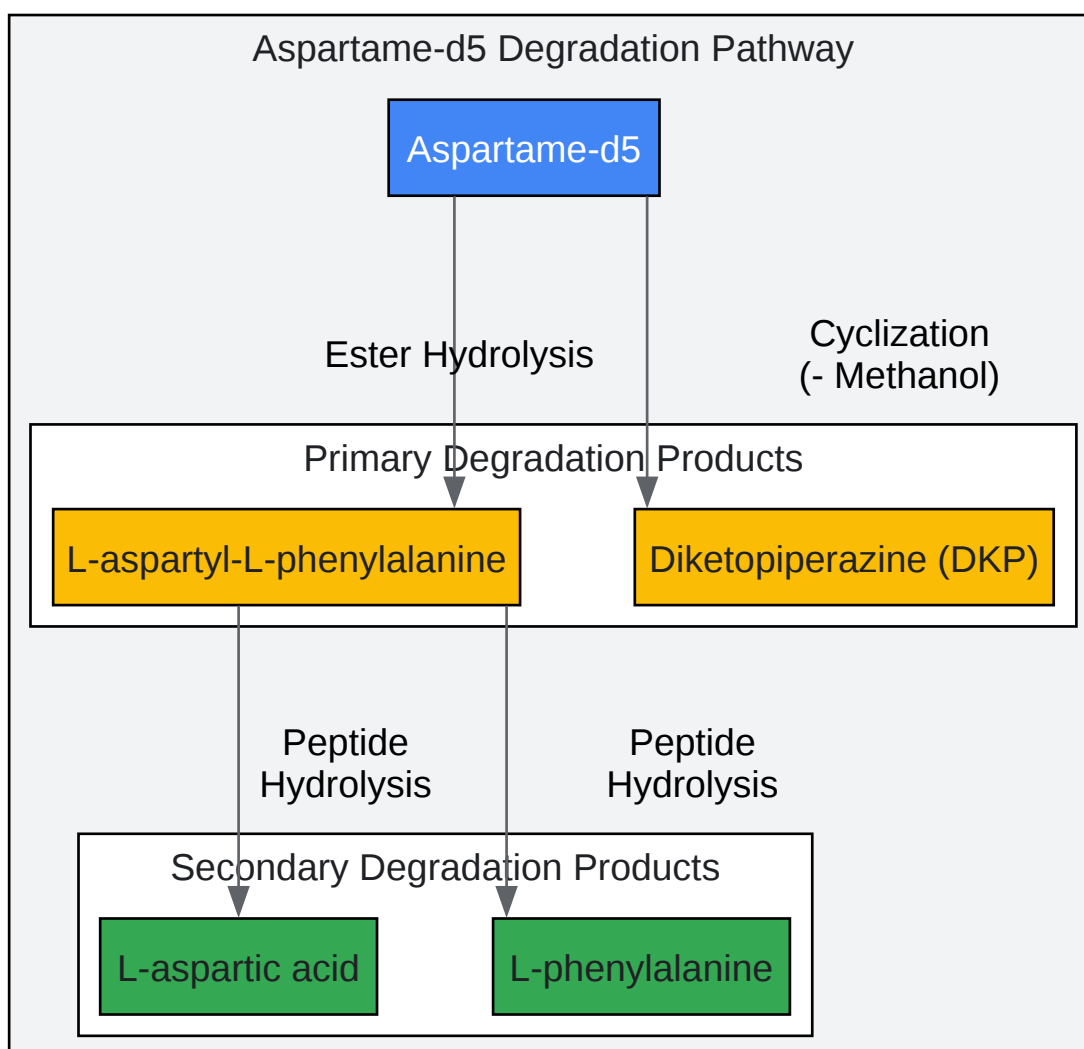 Aspartame-d5 Degradation Pathway
Aspartame-d5
Ester Hydrolysis
Cyclization
(- Methanol)
Primary Degradation Products
L-aspartyl-L-phenylalanine
Diketopiperazine (DKP)
Peptide
Hydrolysis
Peptide
Hydrolysis
Secondary Degradation Products
L-aspartic acid
L-phenylalanine